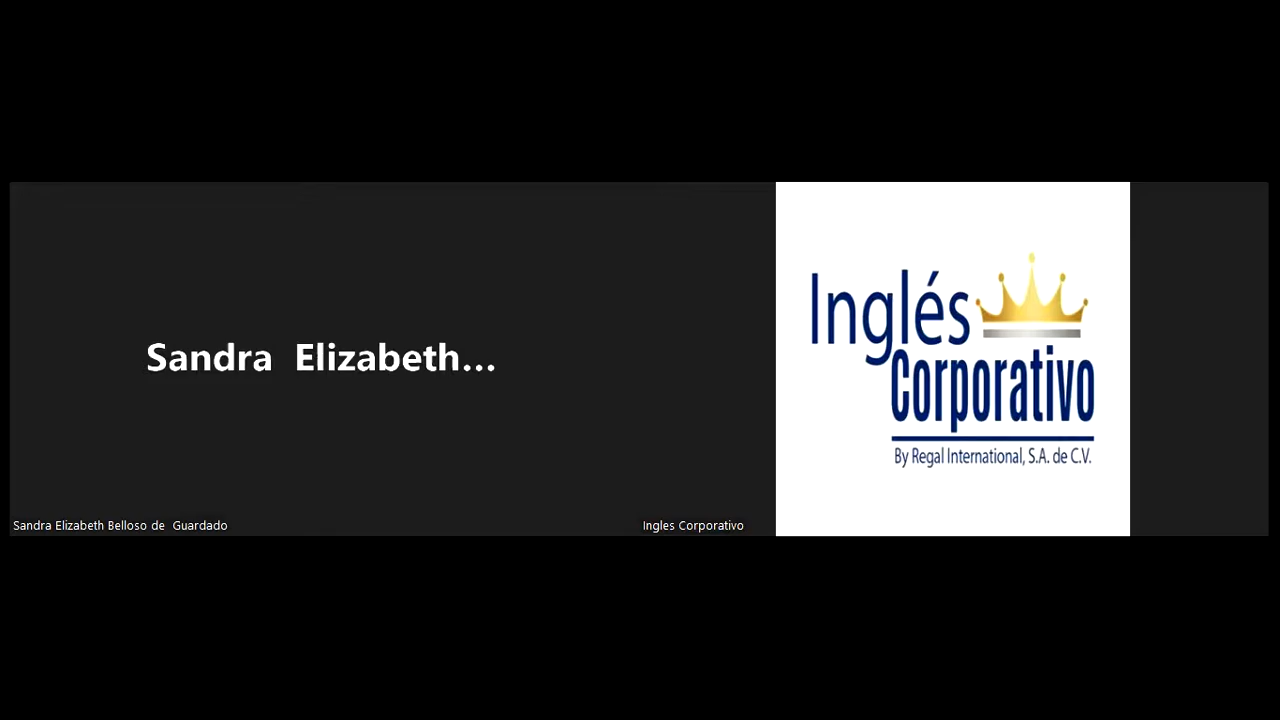 Sandra Elizabeth...
Sandra Elizabeth Belloso de Guardado
Ingles Corporativo
Inglés
Corporativo
By Regal International, S.A. de C.V.